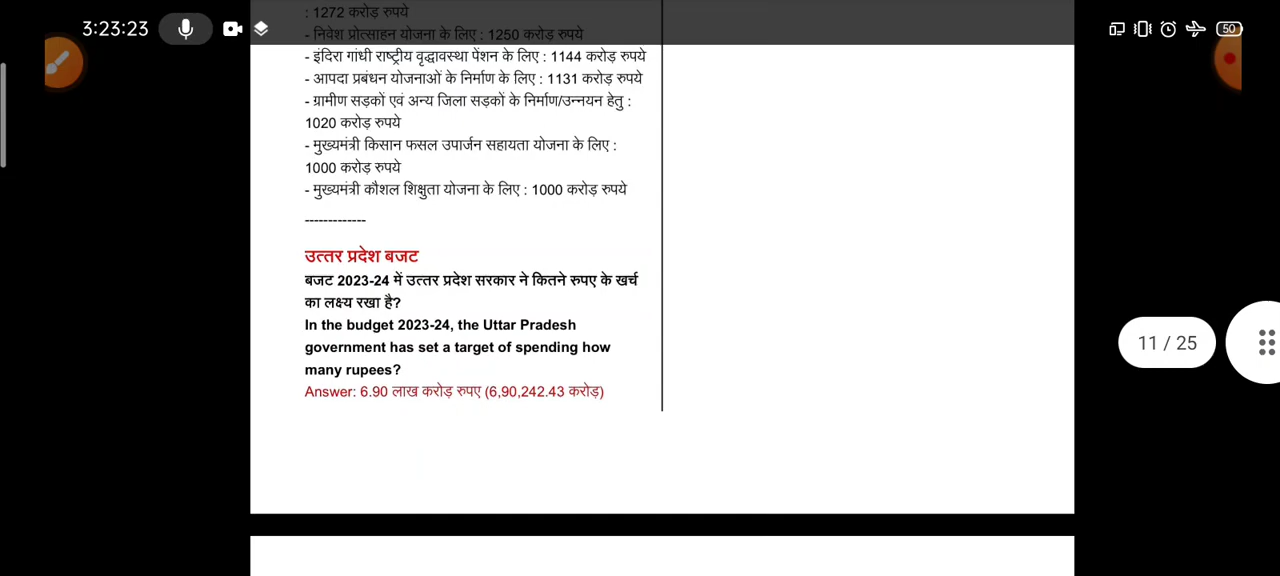 : 1272 करोड़ रुपये
3:23:23
50
- निवेश प्रोत्साहन योजना के लिए : 1250 करोड़ रुपये
- इंदिरा गांधी राष्ट्रीय वृद्धावस्था पेंशन के लिए : 1144 करोड़ रुपये
- आपदा प्रबंधन योजनाओं के निर्माण के लिए : 1131 करोड़ रुपये
- ग्रामीण सड़कों एवं अन्य जिला सड़कों के निर्माण/उन्नयन हेतु :
1020 करोड़ रुपये
- मुख्यमंत्री किसान फसल उपार्जन सहायता योजना के लिए :
1000 करोड़ रुपये
- मुख्यमंत्री कौशल शिक्षुता योजना के लिए : 1000 करोड़ रुपये
-------------
उत्तर प्रदेश बजट
बजट 2023-24 में उत्तर प्रदेश सरकार ने कितने रुपए के खर्च
का लक्ष्य रखा है?
In the budget 2023-24, the Uttar Pradesh
government has set a target of spending how
many rupees?
Answer: 6.90 लाख करोड़ रुपए (6,90,242.43 करोड़)
11 / 25